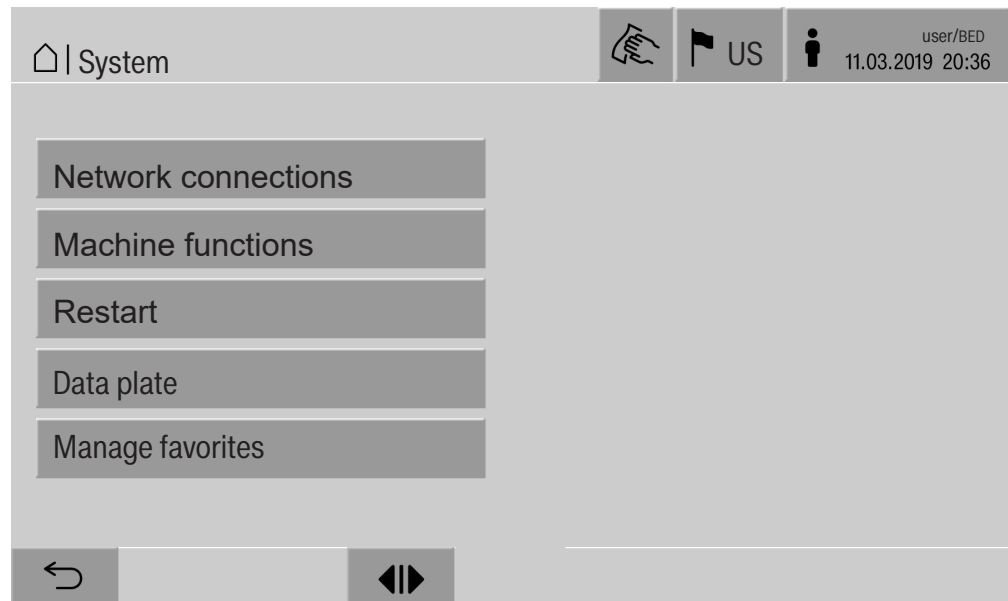 System
US
user/BED
11.03.2019 20:36
Network connections
Machine functions
Restart
Data plate
Manage favorites